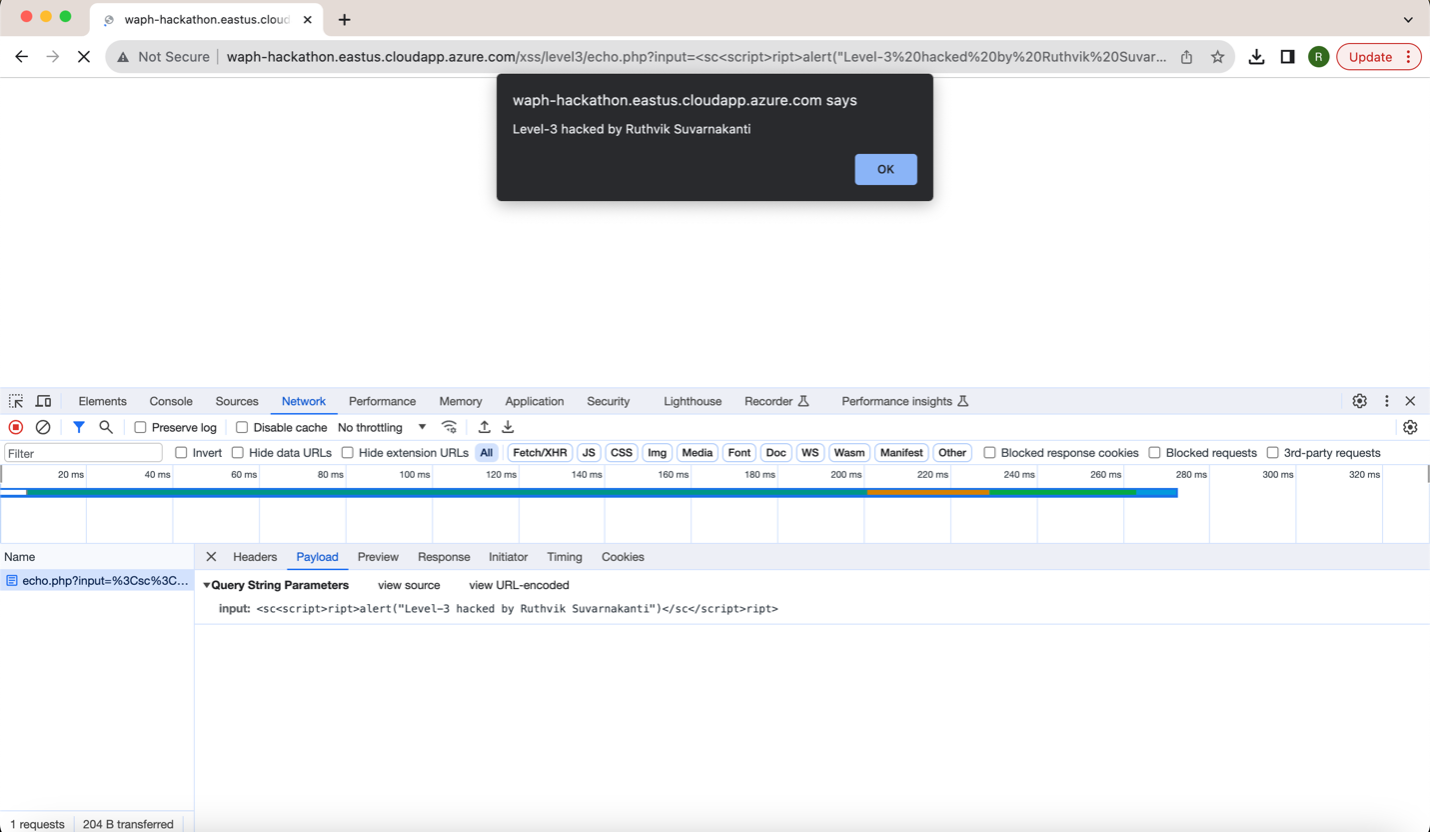 waph-hackathon.eastus.cloud
Not Secure waph-hackathon.eastus.cloudapp.azure.com/xss/level3/echo.php?input=<sc<script>ript>alert("Level-3%20hacked%20by%20Ruthvik%20Suvar... R Update
waph-hackathon.eastus.cloudapp.azure.com says
Level-3 hacked by Ruthvik Suvarnakanti
OK
Elements Console Sources Network Performance Memory Application Security Lighthouse Recorder Performance insights
Preserve log Disable cache No throttling
Filter Invert Hide data URLs Hide extension URLs All Fetch/XHR JS CSS Img Media Font Doc WS Wasm Manifest Other Blocked response cookies Blocked requests 3rd-party requests
20 ms 40 ms 60 ms 80 ms 100 ms 120 ms 140 ms 160 ms 180 ms 200 ms 220 ms 240 ms 260 ms 280 ms 300 ms 320 ms
Name Headers Payload Preview Response Initiator Timing Cookies
echo.php?input=%3Csc%3C... Query String Parameters view source view URL-encoded
input: <sc<script>ript>alert("Level-3 hacked by Ruthvik Suvarnakanti")</sc</script>ript>
1 requests 204 B transferred